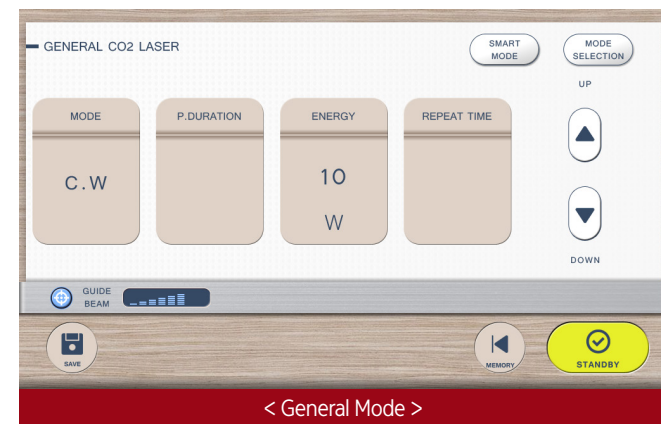 GENERAL CO2 LASER
SMART
MODE
MODE
SELECTION
UP
MODE
P.DURATION
ENERGY
REPEAT TIME
C.W
10
W
DOWN
GUIDE
BEAM
SAVE
MEMORY
STANDBY
< General Mode >